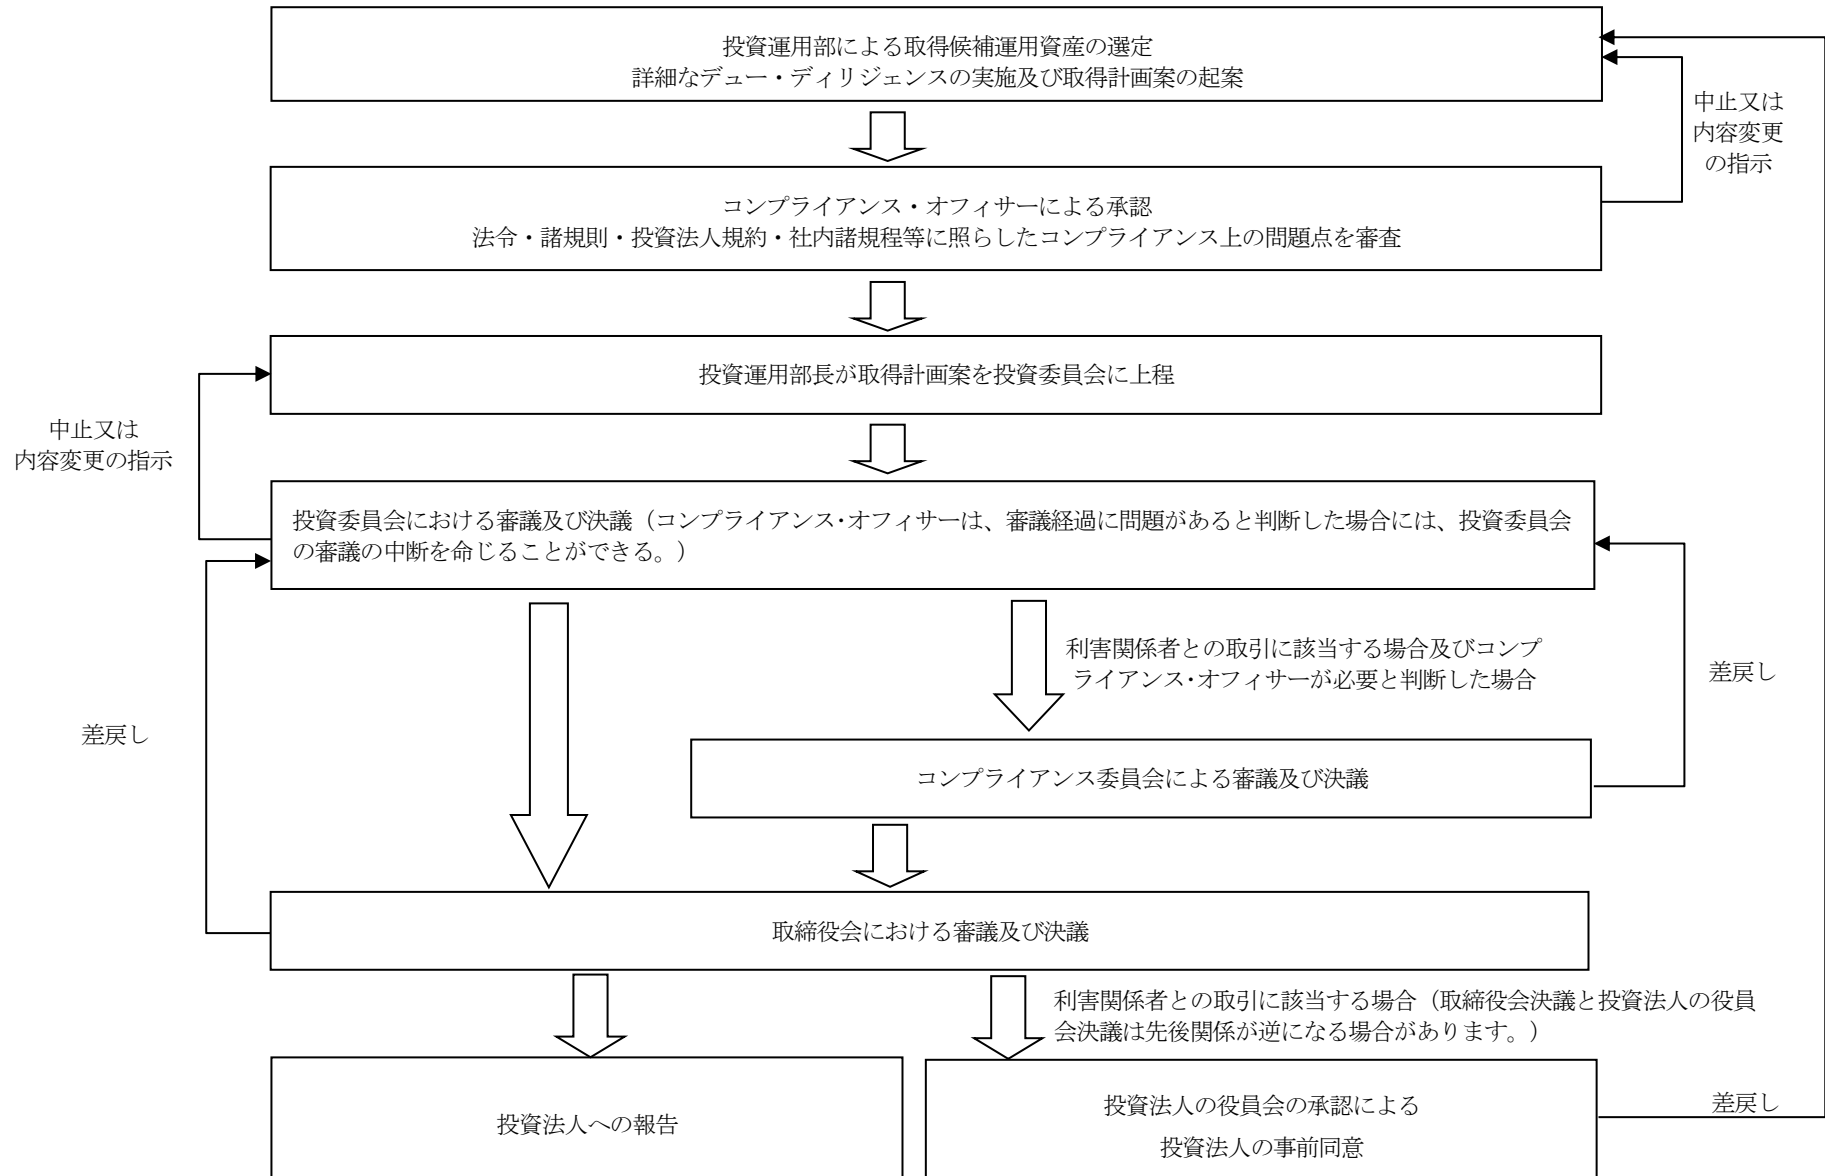 投資運用部による取得候補運用資産の選定
詳細なデュー・ディリジェンスの実施及び取得計画案の起案
中止又は
内容変更
の指示
コンプライアンス・オフィサーによる承認
法令・諸規則・投資法人規約・社内諸規程等に照らしたコンプライアンス上の問題点を審査
投資運用部長が取得計画案を投資委員会に上程
中止又は
内容変更の指示
投資委員会における審議及び決議（コンプライアンス・オフィサーは、審議経過に問題があると判断した場合には、投資委員会
の審議の中断を命じることができる。）
利害関係者との取引に該当する場合及びコンプ
ライアンス・オフィサーが必要と判断した場合
差戻し
差戻し
コンプライアンス委員会による審議及び決議
取締役会における審議及び決議
利害関係者との取引に該当する場合（取締役会決議と投資法人の役員
会決議は先後関係が逆になる場合があります。）
投資法人への報告
投資法人の役員会の承認による
投資法人の事前同意
差戻し